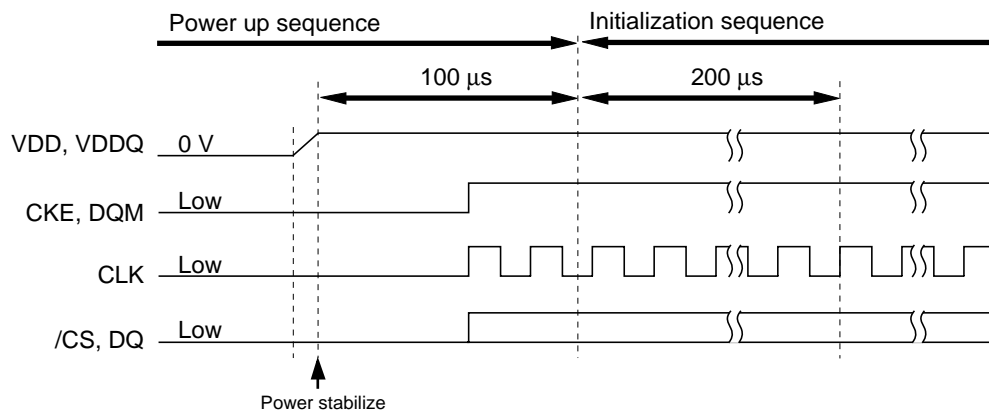 Power up sequence
Initialization sequence
100 μs
200 μs
VDD, VDDQ
0 V
CKE, DQM
Low
CLK
Low
/CS, DQ
Low
Power stabilize